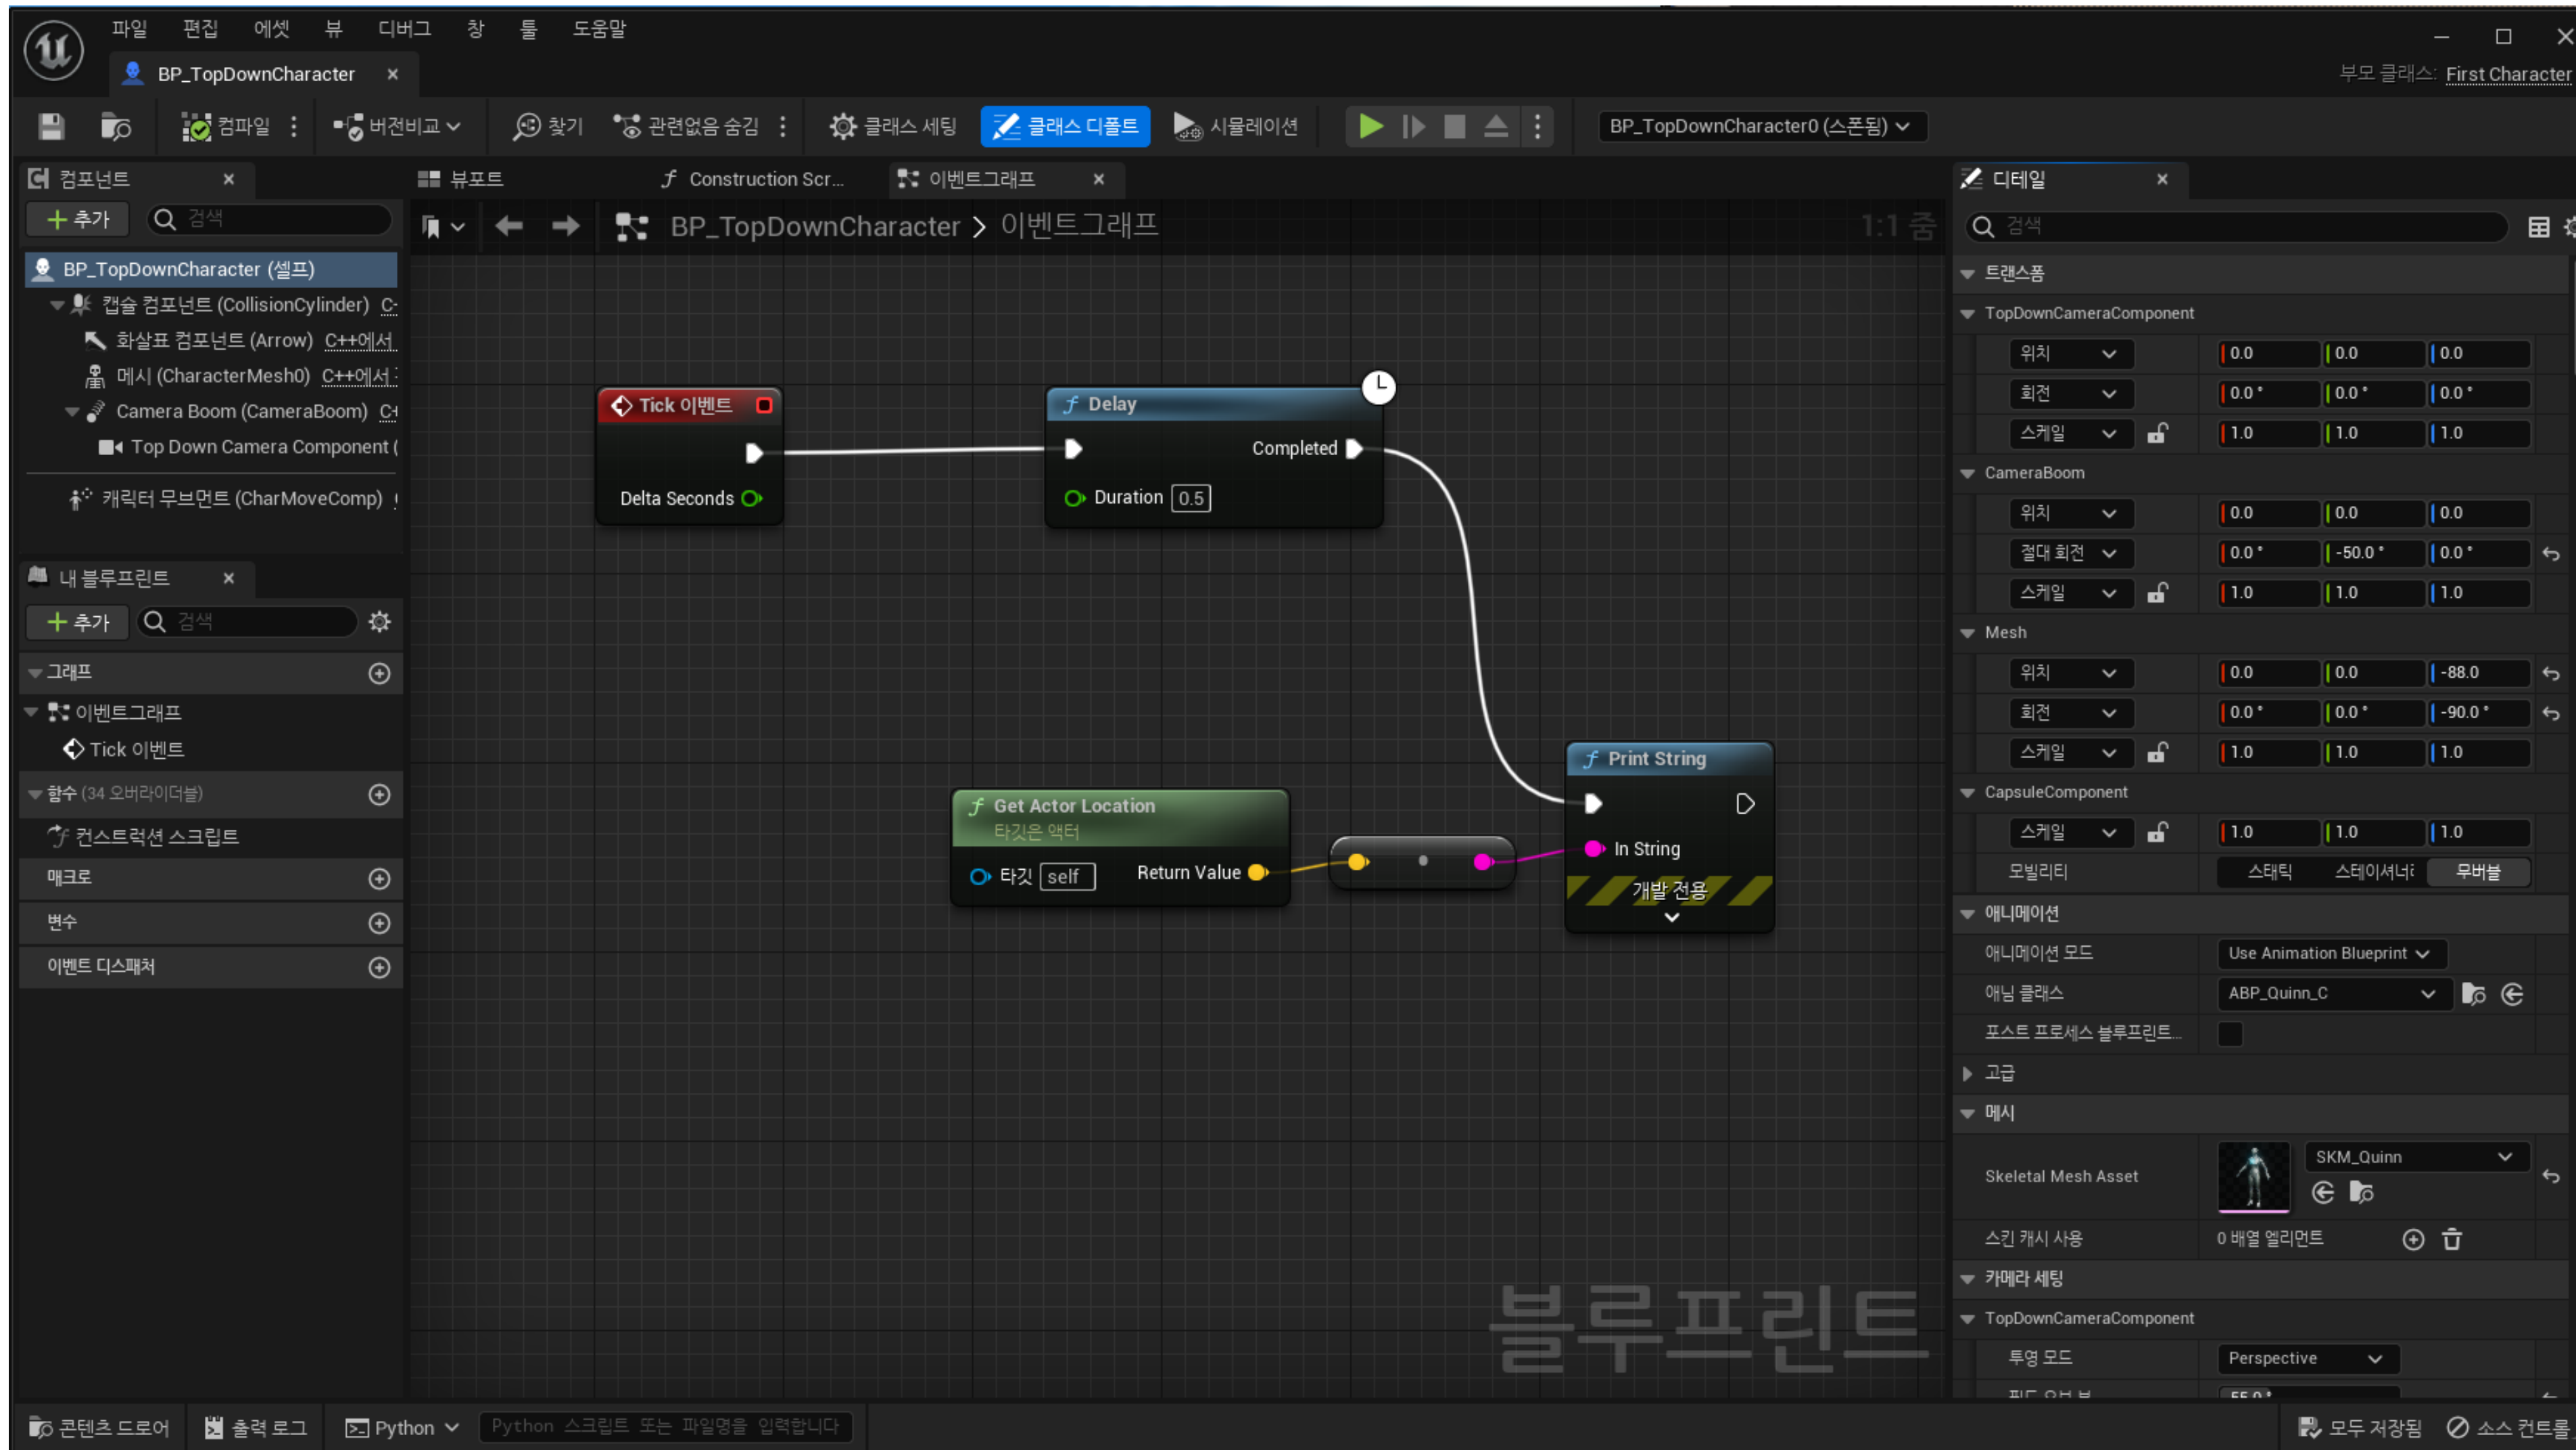 파일 편집 에셋 뷰 디버그 창 툴 도움말
BP_TopDownCharacter
부모 클래스: First Character
컴파일 버전비교 찾기 관련없음 숨김 클래스 세팅 클래스 디폴트 시뮬레이션 BP_TopDownCharacter0 (스폰됨)
컴포넌트
추가 검색
BP_TopDownCharacter (셀프)
캡슐 컴포넌트 (CollisionCylinder) C-
화살표 컴포넌트 (Arrow) C++에서
메시 (CharacterMesh0) C++에서
Camera Boom (CameraBoom) C+
Top Down Camera Component (
캐릭터 무브먼트 (CharMoveComp)
내 블루프린트
추가 검색
그래프
이벤트그래프
Tick 이벤트
함수 (34 오버라이더블)
컨스트럭션 스크립트
매크로
변수
이벤트 디스패처
뷰포트 Construction Scr... 이벤트그래프
BP_TopDownCharacter > 이벤트그래프 1:1 줌
Tick 이벤트
Delta Seconds
Delay
Completed
Duration 0.5
Get Actor Location
타깃은 액터
타깃 self Return Value
Print String
In String
개발 전용
블루프린트
디테일
검색
트랜스폼
TopDownCameraComponent
위치 0.0 0.0 0.0
회전 0.0 ° 0.0 ° 0.0 °
스케일 1.0 1.0 1.0
CameraBoom
위치 0.0 0.0 0.0
절대 회전 0.0 ° -50.0 ° 0.0 °
스케일 1.0 1.0 1.0
Mesh
위치 0.0 0.0 -88.0
회전 0.0 ° 0.0 ° -90.0 °
스케일 1.0 1.0 1.0
CapsuleComponent
스케일 1.0 1.0 1.0
모빌리티 스태틱 스테이셔너 무버블
애니메이션
애니메이션 모드 Use Animation Blueprint
애님 클래스 ABP_Quinn_C
포스트 프로세스 블루프린트...
고급
메시
Skeletal Mesh Asset SKM_Quinn
스킨 캐시 사용 0 배열 엘리먼트
카메라 세팅
TopDownCameraComponent
투영 모드 Perspective
콘텐츠 드로어 출력 로그 Python Python 스크립트 또는 파일명을 입력합니다 모두 저장됨 소스 컨트롤